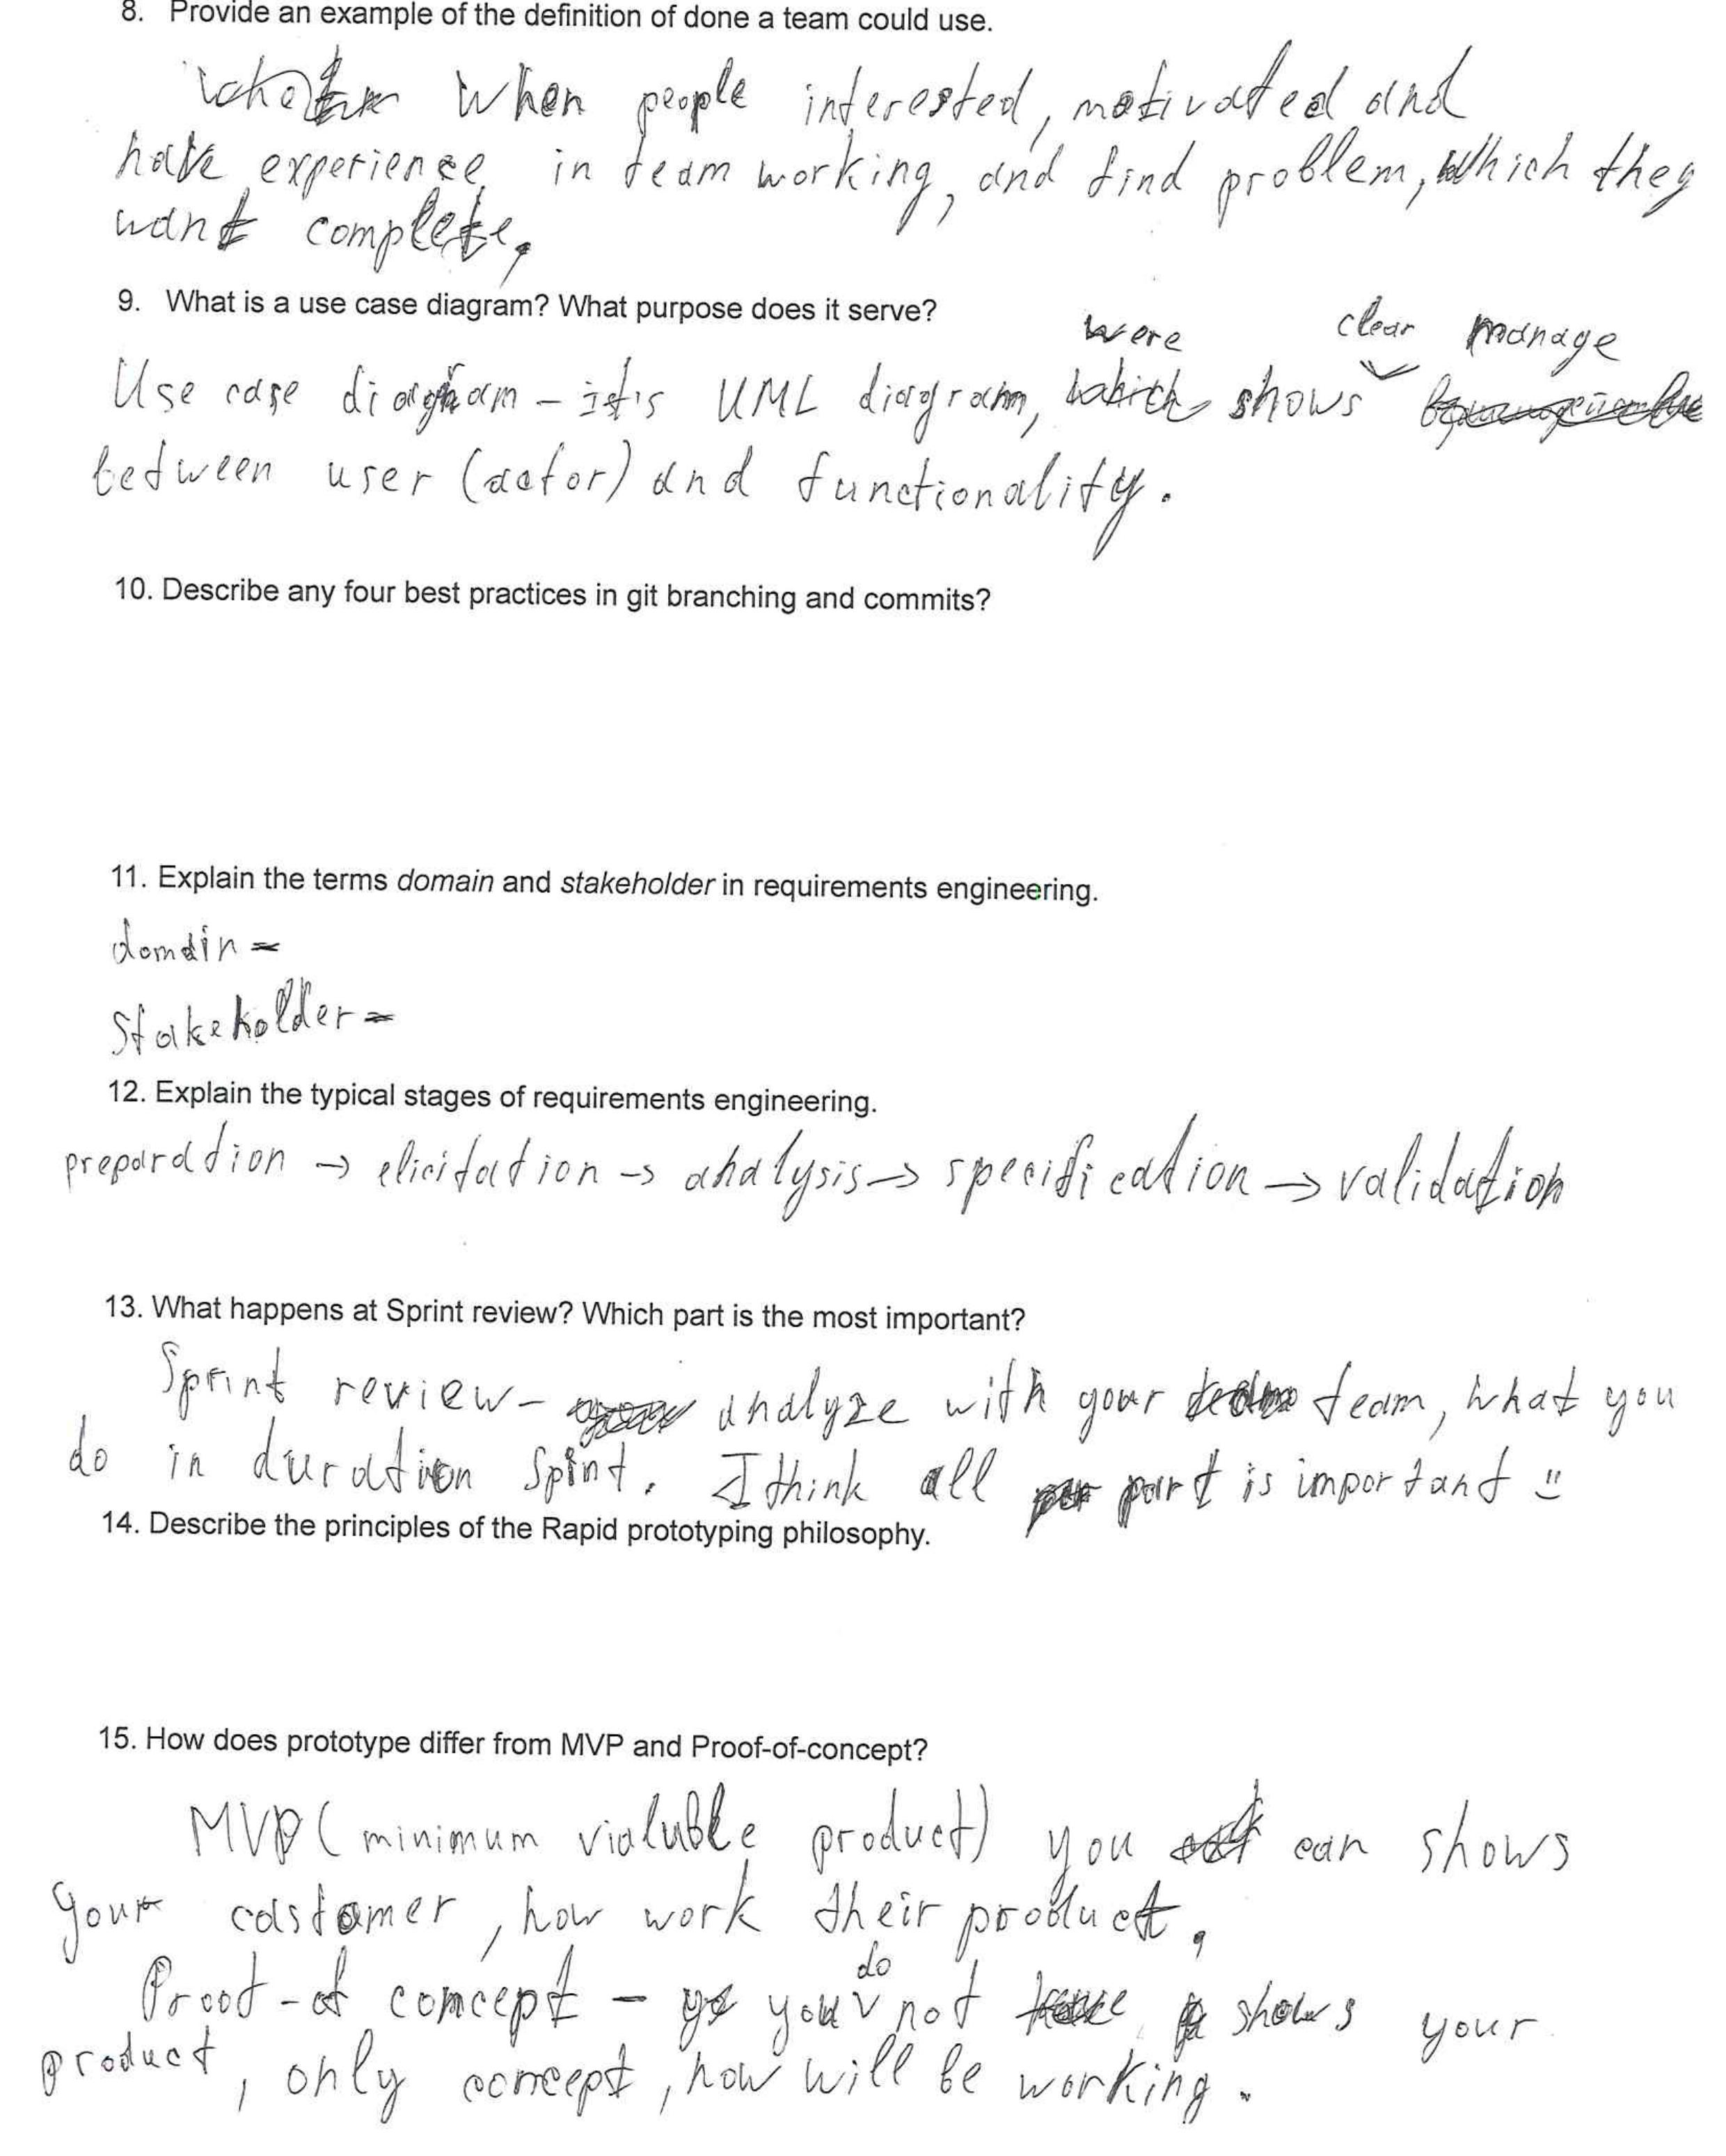 8. Provide an example of the definition of done a team could use.
When people interested, motivated and
have experience in team working, and find problem, which they
want complete.
9. What is a use case diagram? What purpose does it serve?
were clear manage
Use case diagram - it's UML diagram, which shows
between user (actor) and functionality.
10. Describe any four best practices in git branching and commits?
11. Explain the terms domain and stakeholder in requirements engineering.
domain -
Stakeholder -
12. Explain the typical stages of requirements engineering.
preparation → elicitation → analysis → specification → validation
13. What happens at Sprint review? Which part is the most important?
Sprint review - analyze with your team, what you
do in duration Spint. I think all part is important
14. Describe the principles of the Rapid prototyping philosophy.
15. How does prototype differ from MVP and Proof-of-concept?
MVP (minimum vialuble product) you can shows
your castomer, how work their product.
do
Proot-of concept - you not shows your
product, only concept, how will be working.